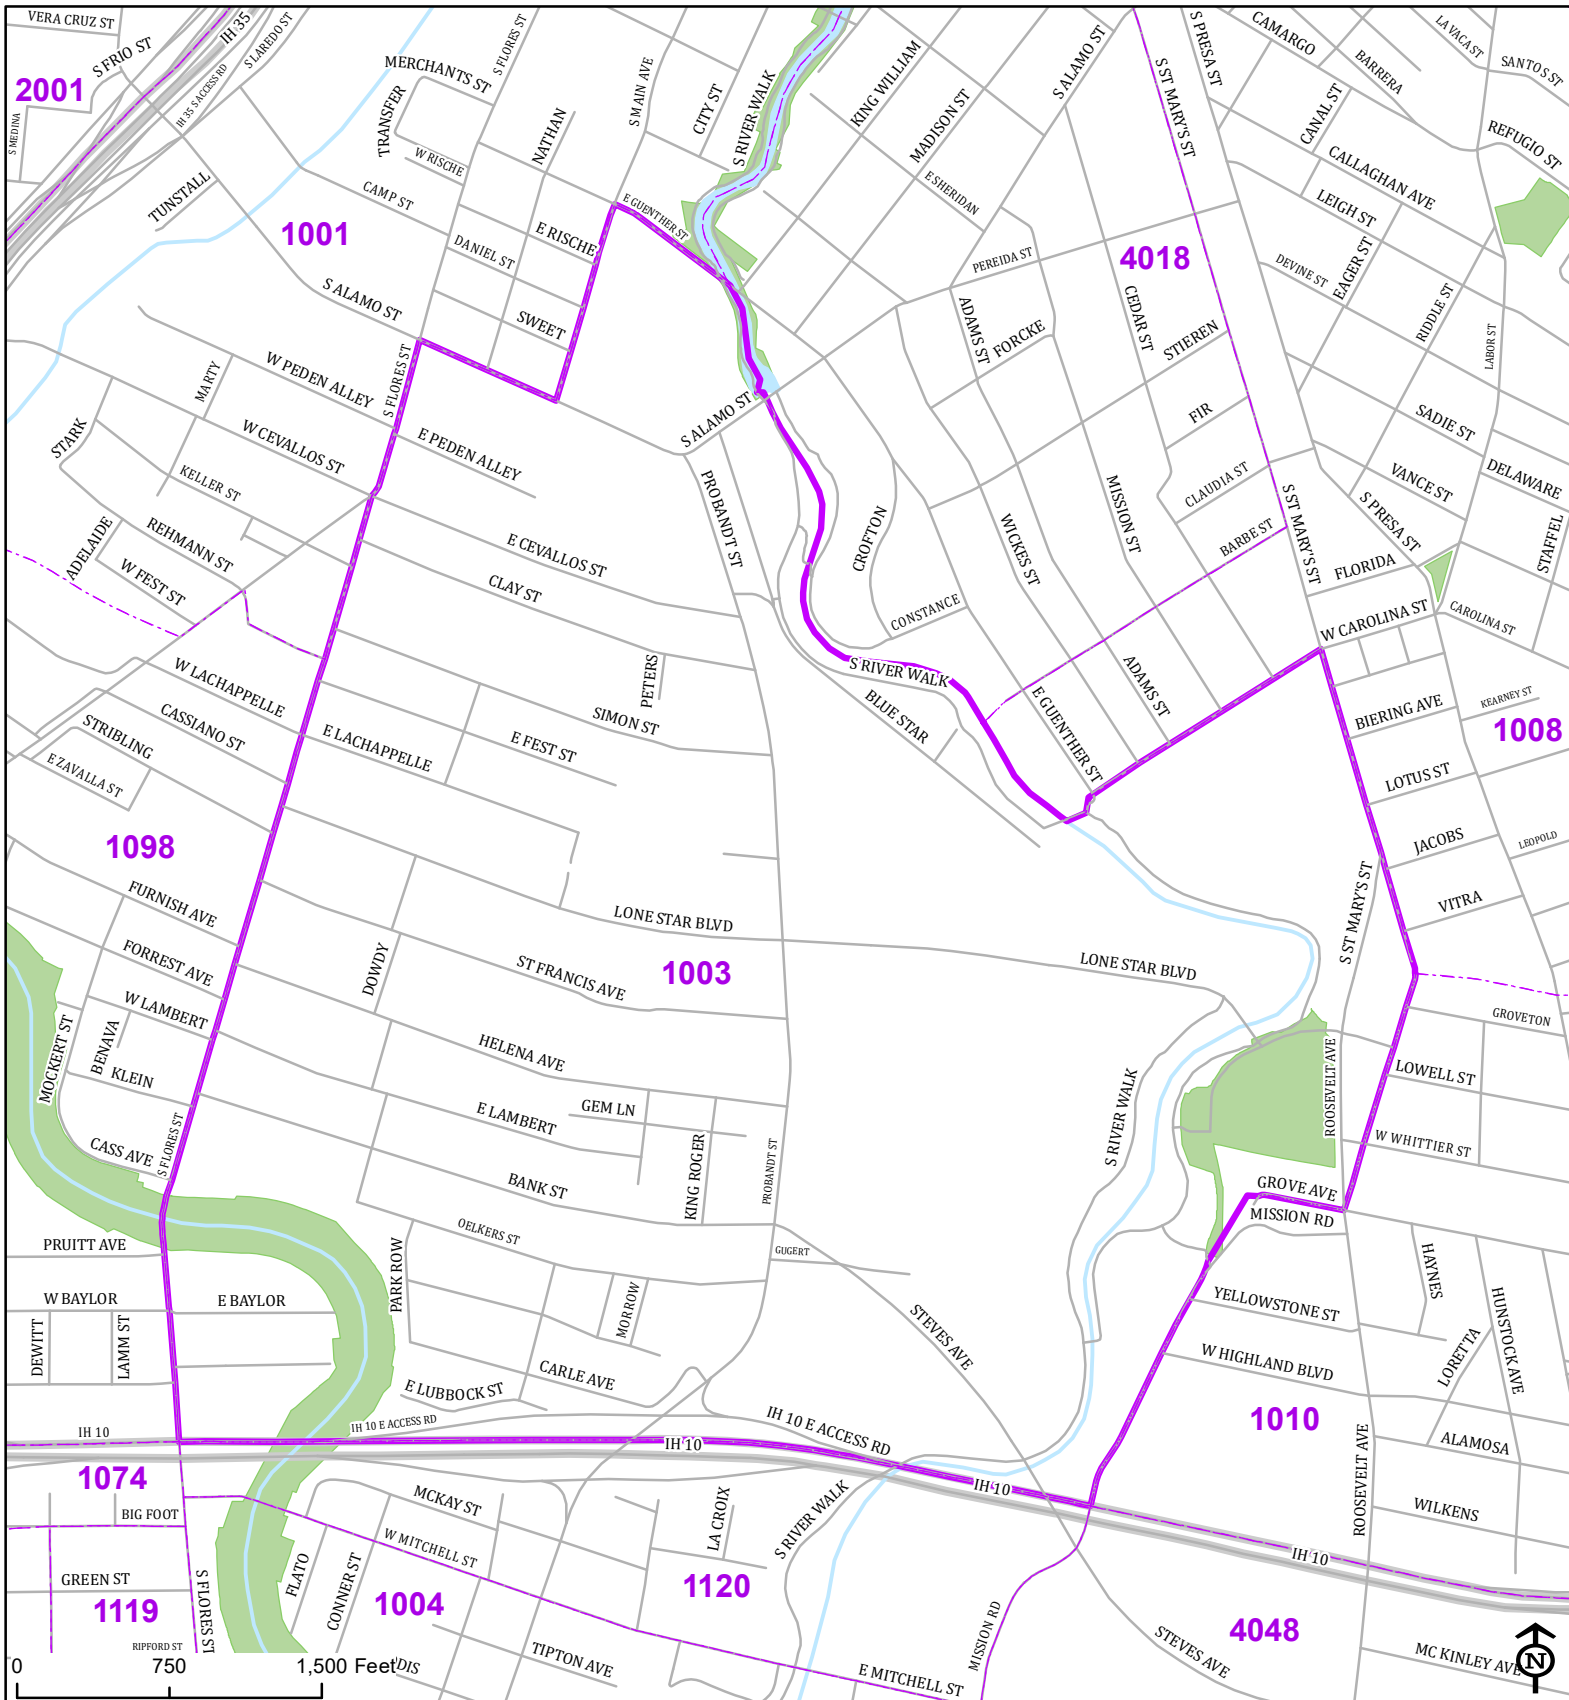 VERA CRUZ ST
S FRIO ST
IH 35
S LAREDO ST
IH 35 S ACCESS RD
2001
S MEDINA
TUNSTALL
MERCHANTS ST
TRANSFER
W RISCHE
S FLORES ST
NATHAN
S MAIN AVE
CITY ST
S RIVER WALK
KING WILLIAM
MADISON ST
E SHERIDAN
S ALAMO ST
S PRESA ST
S ST MARY'S ST
CAMARGO
BARRERA
LA VACA ST
SANTOS ST
CANAL ST
REFUGIO ST
CALLAGHAN AVE
LEIGH ST
EAGER ST
DEVINE ST
RIDDLE ST
LABOR ST
CAMP ST
1001
DANIEL ST
E RISCHE
E GUENTHER ST
SWEET
S ALAMO ST
PEREIDA ST
4018
ADAMS ST
FORCKE
CEDAR ST
STIEREN
FIR
S FLORES ST
MARTY
W PEDEN ALLEY
W CEVALLOS ST
E PEDEN ALLEY
STARK
KELLER ST
S ALAMO ST
PROBANDT ST
SADIE ST
VANCE ST
DELAWARE
S PRESA ST
STAFFEL
CLAUDIA ST
BARBE ST
S ST MARY'S ST
MISSION ST
WICKES ST
CROFTON
CONSTANCE
FLORIDA
W CAROLINA ST
CAROLINA ST
ADELAIDE
REHMANN ST
W FEST ST
E CEVALLOS ST
CLAY ST
PETERS
SIMON ST
W LACHAPPELLE
CASSIANO ST
STRIBLING
E ZAVALLA ST
E LACHAPPELLE
E FEST ST
S RIVER WALK
BLUE STAR
E GUENTHER ST
ADAMS ST
BIERING AVE
KEARNEY ST
1008
LOTUS ST
JACOBS
LEOPOLD
VITRA
1098
FURNISH AVE
FORREST AVE
W LAMBERT
LONE STAR BLVD
DOWDY
ST FRANCIS AVE
1003
LONE STAR BLVD
S ST MARY'S ST
GROVETON
MOCKERT ST
BENAVA
KLEIN
HELENA AVE
GEM LN
E LAMBERT
KING ROGER
PROBANDT ST
S RIVER WALK
ROOSEVELT AVE
LOWELL ST
W WHITTIER ST
CASS AVE
S FLORES ST
BANK ST
GROVE AVE
MISSION RD
OELKERS ST
GUGERT
PRUITT AVE
PARK ROW
W BAYLOR
E BAYLOR
DEWITT
LAMM ST
MORROW
STEVES AVE
YELLOWSTONE ST
HAYNES
HUNSTOCK AVE
LORETTA
W HIGHLAND BLVD
CARLE AVE
E LUBBOCK ST
1010
IH 10
IH 10 E ACCESS RD
IH 10
IH 10 E ACCESS RD
ROOSEVELT AVE
ALAMOSA
1074
IH 10
BIG FOOT
MCKAY ST
LA CROIX
S RIVER WALK
WILKENS
W MITCHELL ST
IH 10
GREEN ST
1119
S FLORES ST
FLATO
CONNER ST
1004
1120
MISSION RD
4048
RIPFORD ST
STEVES AVE
MC KINLEY AVE
TIPTON AVE
E MITCHELL ST
0 750 1,500 Feet
N